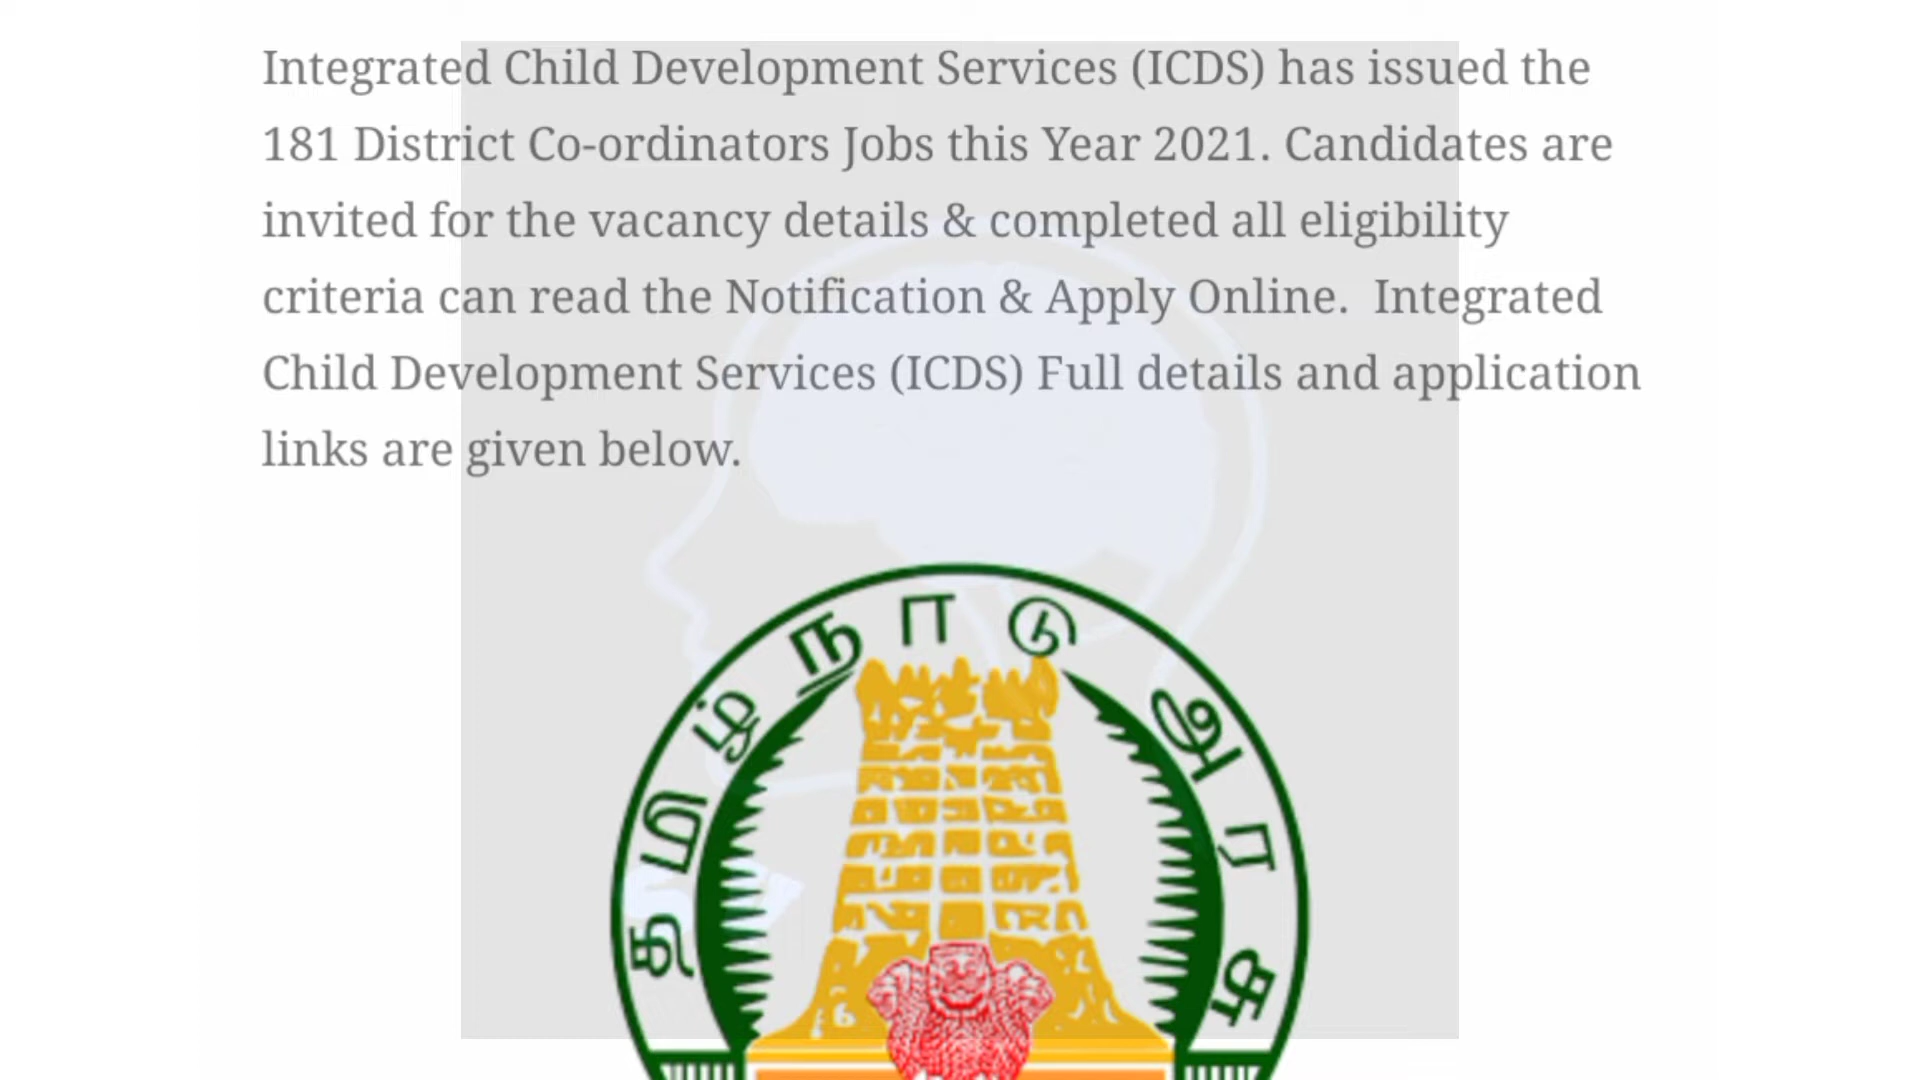 Integrated Child Development Services (ICDS) has issued the
181 District Co-ordinators Jobs this Year 2021. Candidates are
invited for the vacancy details & completed all eligibility
criteria can read the Notification & Apply Online. Integrated
Child Development Services (ICDS) Full details and application
links are given below.
தமிழ்நாடு அரசு